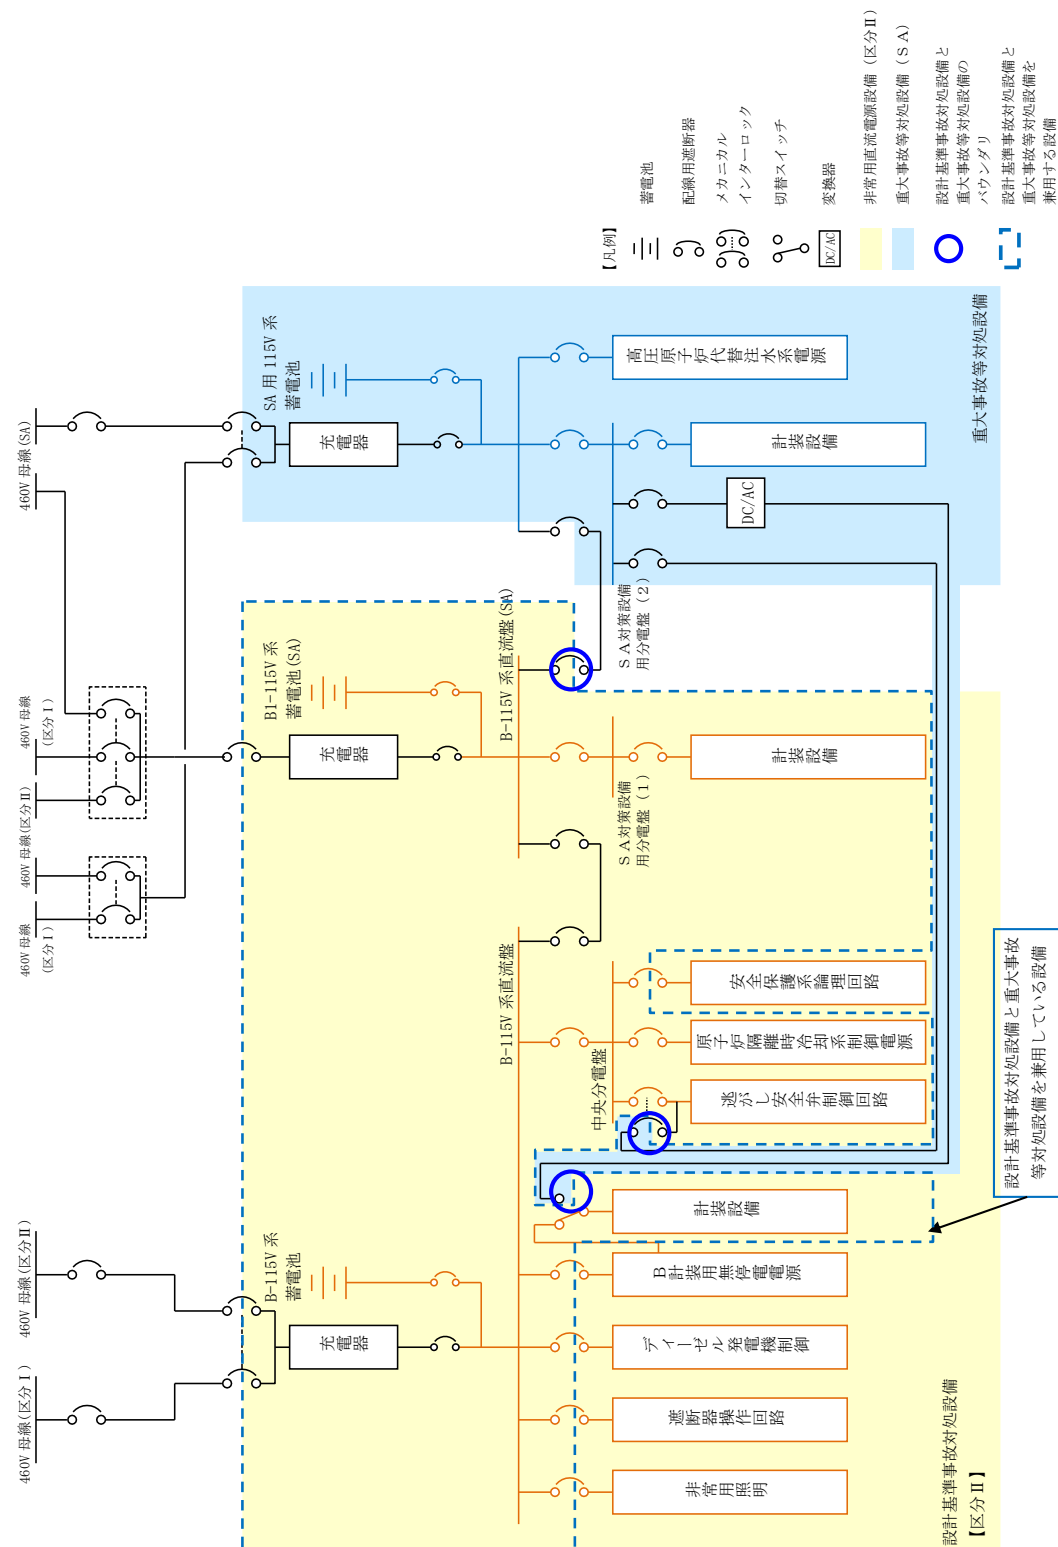 460V 母線(区分Ⅰ)
460V 母線(区分Ⅱ)
460V 母線
(区分Ⅰ)
460V 母線(区分Ⅱ)
460V 母線
(区分Ⅰ)
460V 母線(SA)
B-115V 系
蓄電池
充電器
B1-115V 系
蓄電池(SA)
充電器
SA 用 115V 系
蓄電池
充電器
B-115V 系直流盤
B-115V 系直流盤(SA)
中央分電盤
SA対策設備
用分電盤(1)
SA対策設備
用分電盤(2)
非常用照明
遮断器操作回路
ディーゼル発電機制御
B計装用無停電電源
計装設備
逃がし安全弁制御回路
原子炉隔離時冷却系制御電源
安全保護系論理回路
計装設備
DC/AC
計装設備
高圧原子炉代替注水系電源
設計基準事故対処設備
【区分Ⅱ】
重大事故等対処設備
設計基準事故対処設備と重大事故
等対処設備を兼用している設備
【凡例】
蓄電池
配線用遮断器
メカニカル
インターロック
切替スイッチ
DC/AC
変換器
非常用直流電源設備(区分Ⅱ)
重大事故等対処設備(SA)
設計基準事故対処設備と
重大事故等対処設備の
バウンダリ
設計基準事故対処設備と
重大事故等対処設備を
兼用する設備